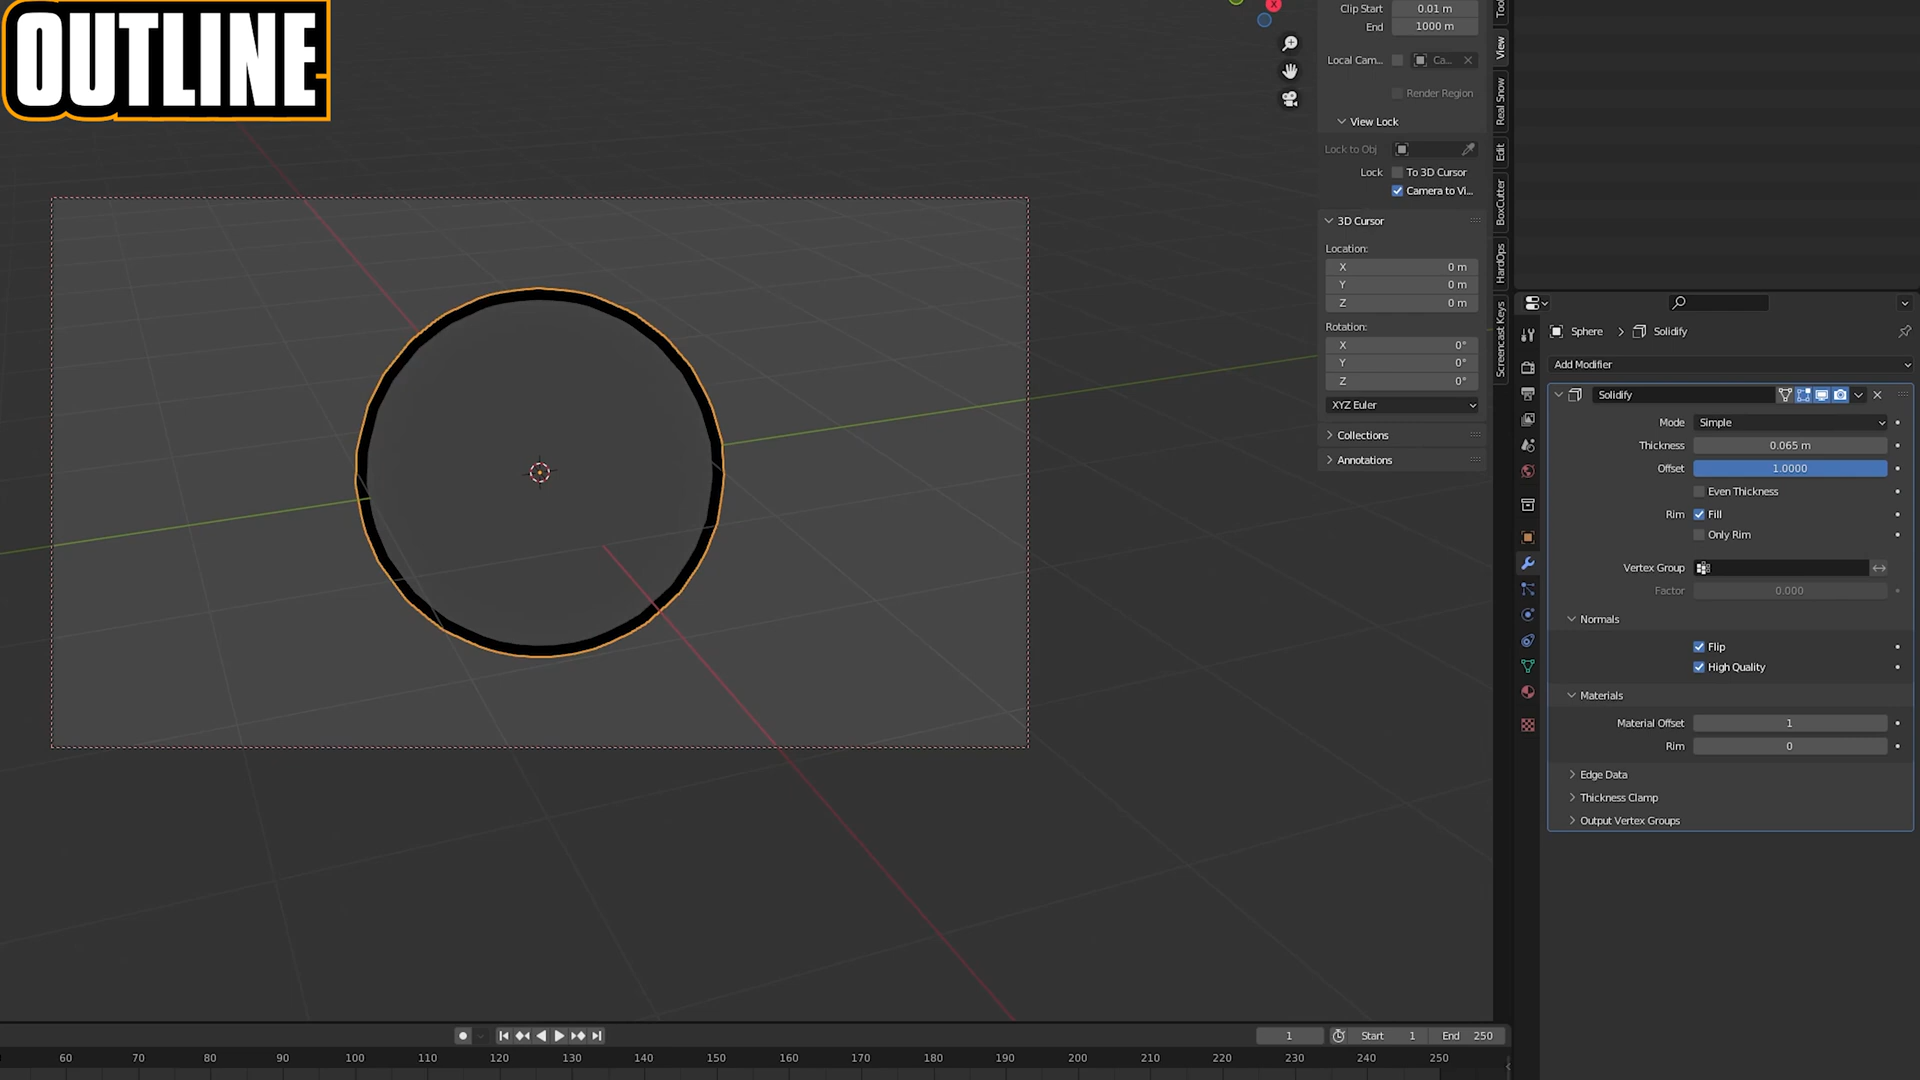 OUTLINE
X
Clip Start 0.01 m
End 1000 m
Local Cam... Ca...
Render Region
View Lock
Lock to Obj
Lock To 3D Cursor
Camera to Vi...
3D Cursor
Location:
X 0 m
Y 0 m
Z 0 m
Rotation:
X 0°
Y 0°
Z 0°
XYZ Euler
Collections
Annotations
Tool
View
Real Snow
Edit
BoxCutter
HardOps
Screencast Keys
Sphere > Solidify
Add Modifier
Solidify
Mode Simple
Thickness 0.065 m
Offset 1.0000
Even Thickness
Rim Fill
Only Rim
Vertex Group
Factor 0.000
Normals
Flip
High Quality
Materials
Material Offset 1
Rim 0
Edge Data
Thickness Clamp
Output Vertex Groups
1 Start 1 End 250
60 70 80 90 100 110 120 130 140 150 160 170 180 190 200 210 220 230 240 250